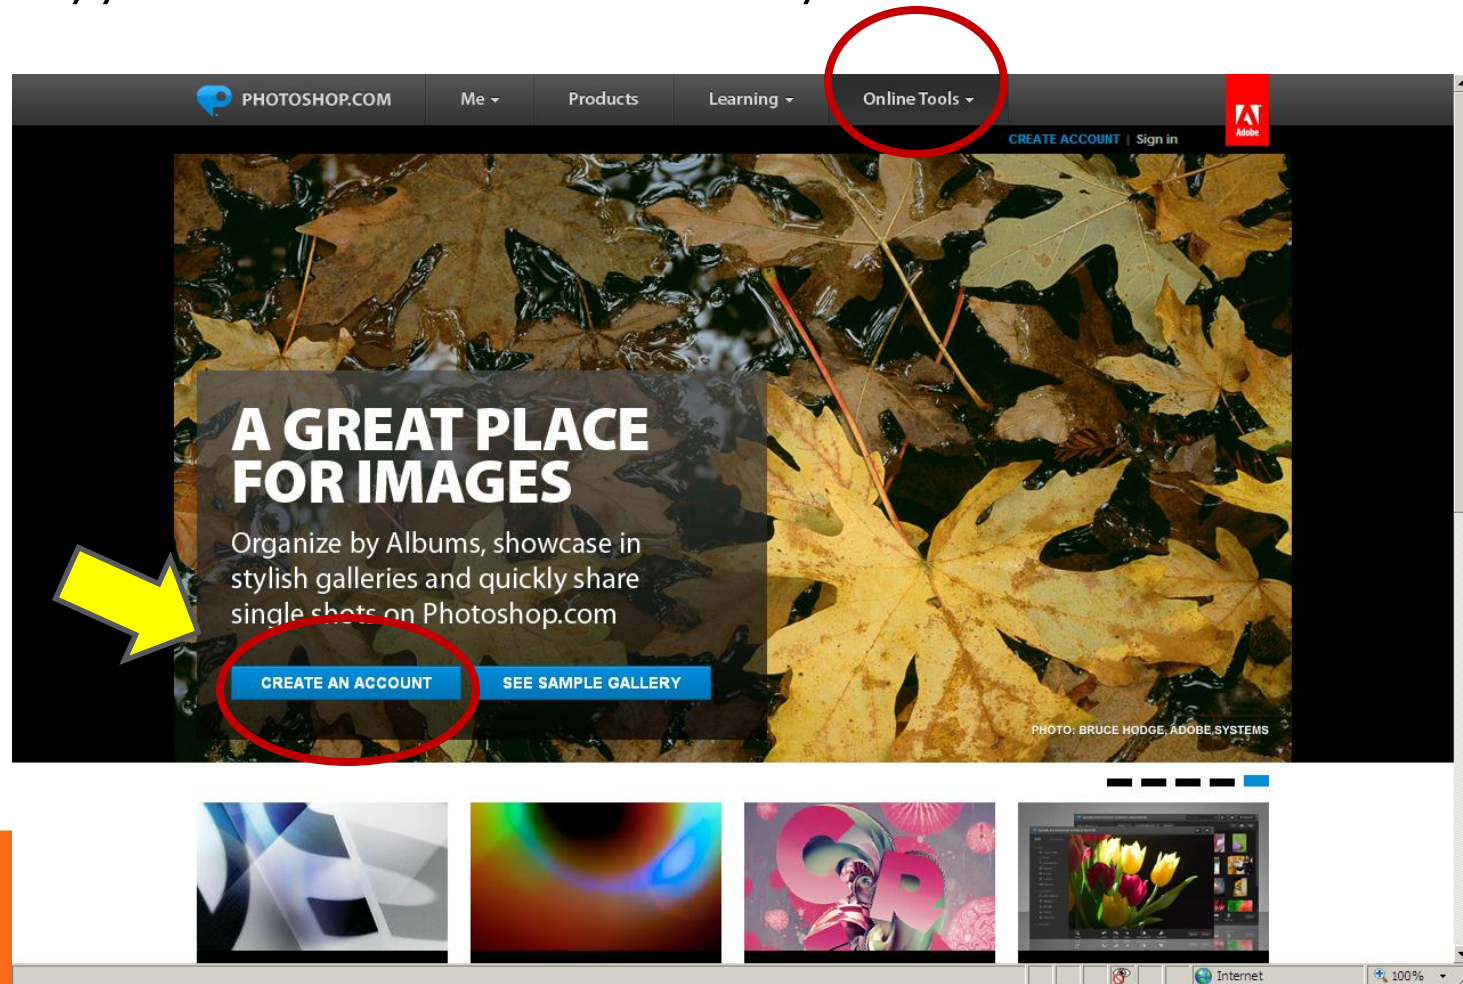 PHOTOSHOP.COM
Me
Products
Learning
Online Tools
Adobe
CREATE ACCOUNT | Sign in
A GREAT PLACE
FOR IMAGES
Organize by Albums, showcase in
stylish galleries and quickly share
single shots on Photoshop.com
CREATE AN ACCOUNT
SEE SAMPLE GALLERY
PHOTO: BRUCE HODGE, ADOBE SYSTEMS
CR
Internet
100%